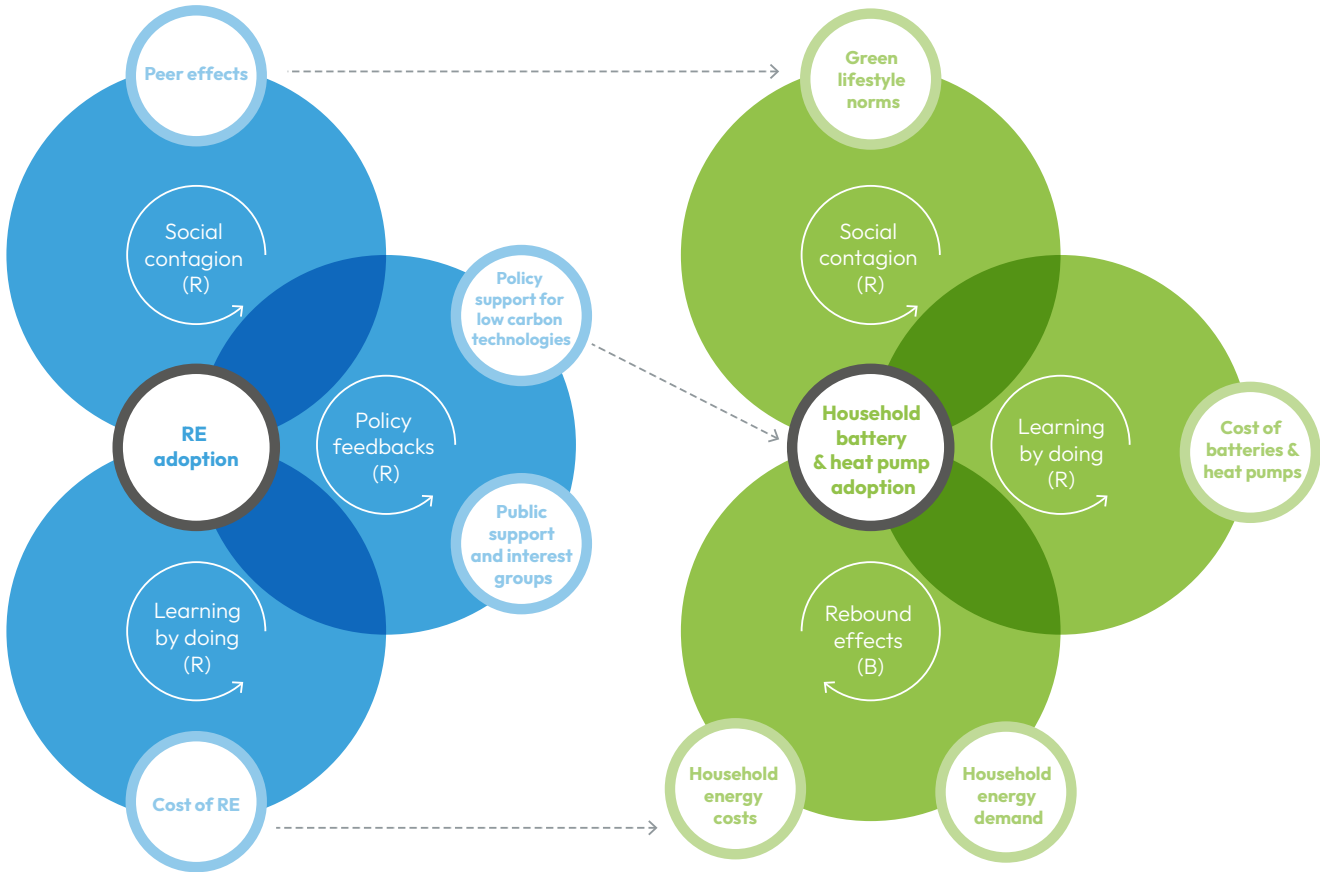 Peer effects
Social
contagion
(R)
Policy
support for
low carbon
technologies
RE
adoption
Policy
feedbacks
(R)
Public
support
and interest
groups
Learning
by doing
(R)
Cost of RE
Green
lifestyle
norms
Social
contagion
(R)
Household
battery
& heat pump
adoption
Learning
by doing
(R)
Cost of
batteries &
heat pumps
Rebound
effects
(B)
Household
energy
costs
Household
energy
demand